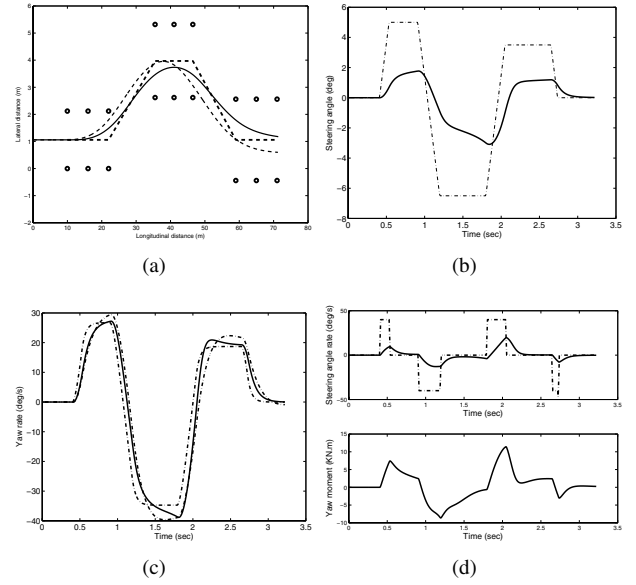 6
5
4
3
2
1
0
−1
−2
0 10 20 30 40 50 60 70 80
Lateral distance (m)
Longitudinal distance (m)
(a)
6
4
2
0
−2
−4
−6
8
0 0.5 1 1.5 2 2.5 3 3.5
Steering angle (deg)
Time (sec)
(b)
30
20
10
0
−10
−20
−30
−40
0 0.5 1 1.5 2 2.5 3 3.5
Yaw rate (deg/s)
Time (sec)
(c)
50
0
−50
0 0.5 1 1.5 2 2.5 3 3.5
Steering angle rate (deg/s)
Time (sec)
15
10
5
0
−5
−10
0 0.5 1 1.5 2 2.5 3 3.5
Yaw moment (KN.m)
Time (sec)
(d)